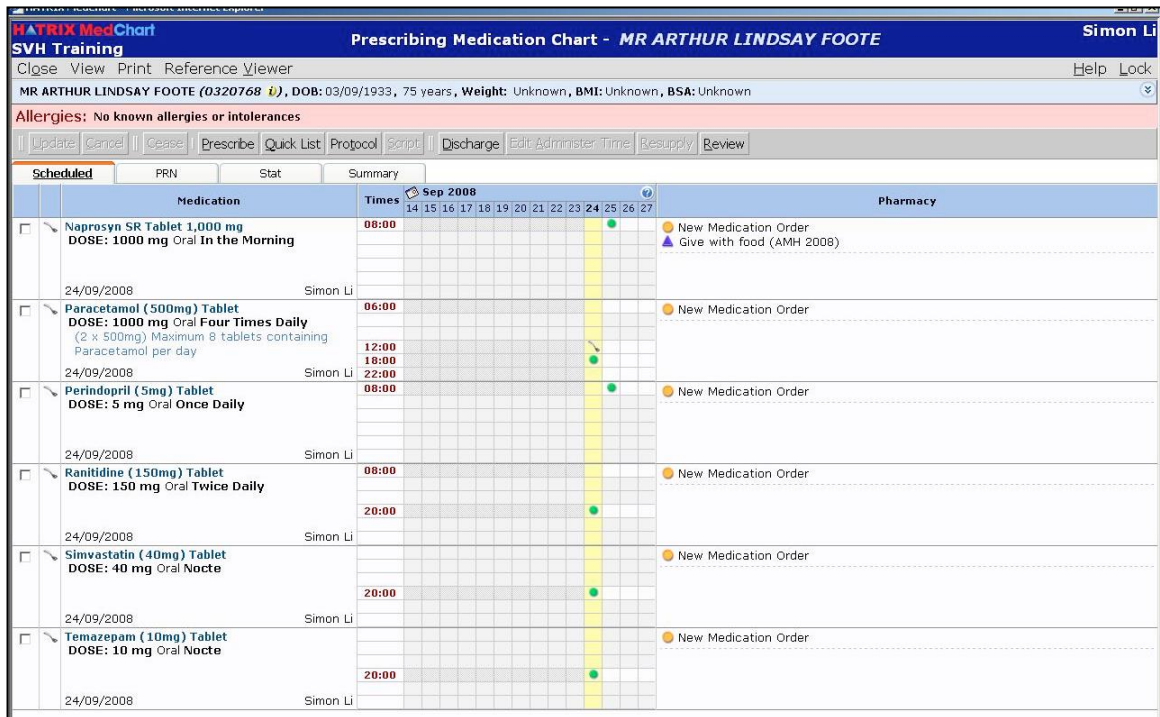 HATRIX MedChart
SVH Training
Prescribing Medication Chart - MR ARTHUR LINDSAY FOOTE
Simon Li
Close View Print Reference Viewer
Help Lock
MR ARTHUR LINDSAY FOOTE (0320768 i), DOB: 03/09/1933, 75 years, Weight: Unknown, BMI: Unknown, BSA: Unknown
Allergies: No known allergies or intolerances
Update Cancel Cease Prescribe Quick List Protocol Script Discharge Edit Administer Time Resupply Review
Scheduled PRN Stat Summary
Medication
Times
Sep 2008
14 15 16 17 18 19 20 21 22 23 24 25 26 27
Pharmacy
Naprosyn SR Tablet 1,000 mg
DOSE: 1000 mg Oral In the Morning
24/09/2008 Simon Li
08:00
New Medication Order
Give with food (AMH 2008)
Paracetamol (500mg) Tablet
DOSE: 1000 mg Oral Four Times Daily
(2 x 500mg) Maximum 8 tablets containing
Paracetamol per day
24/09/2008 Simon Li
06:00
12:00
18:00
22:00
New Medication Order
Perindopril (5mg) Tablet
DOSE: 5 mg Oral Once Daily
24/09/2008 Simon Li
08:00
New Medication Order
Ranitidine (150mg) Tablet
DOSE: 150 mg Oral Twice Daily
24/09/2008 Simon Li
08:00
20:00
New Medication Order
Simvastatin (40mg) Tablet
DOSE: 40 mg Oral Nocte
24/09/2008 Simon Li
20:00
New Medication Order
Temazepam (10mg) Tablet
DOSE: 10 mg Oral Nocte
24/09/2008 Simon Li
20:00
New Medication Order